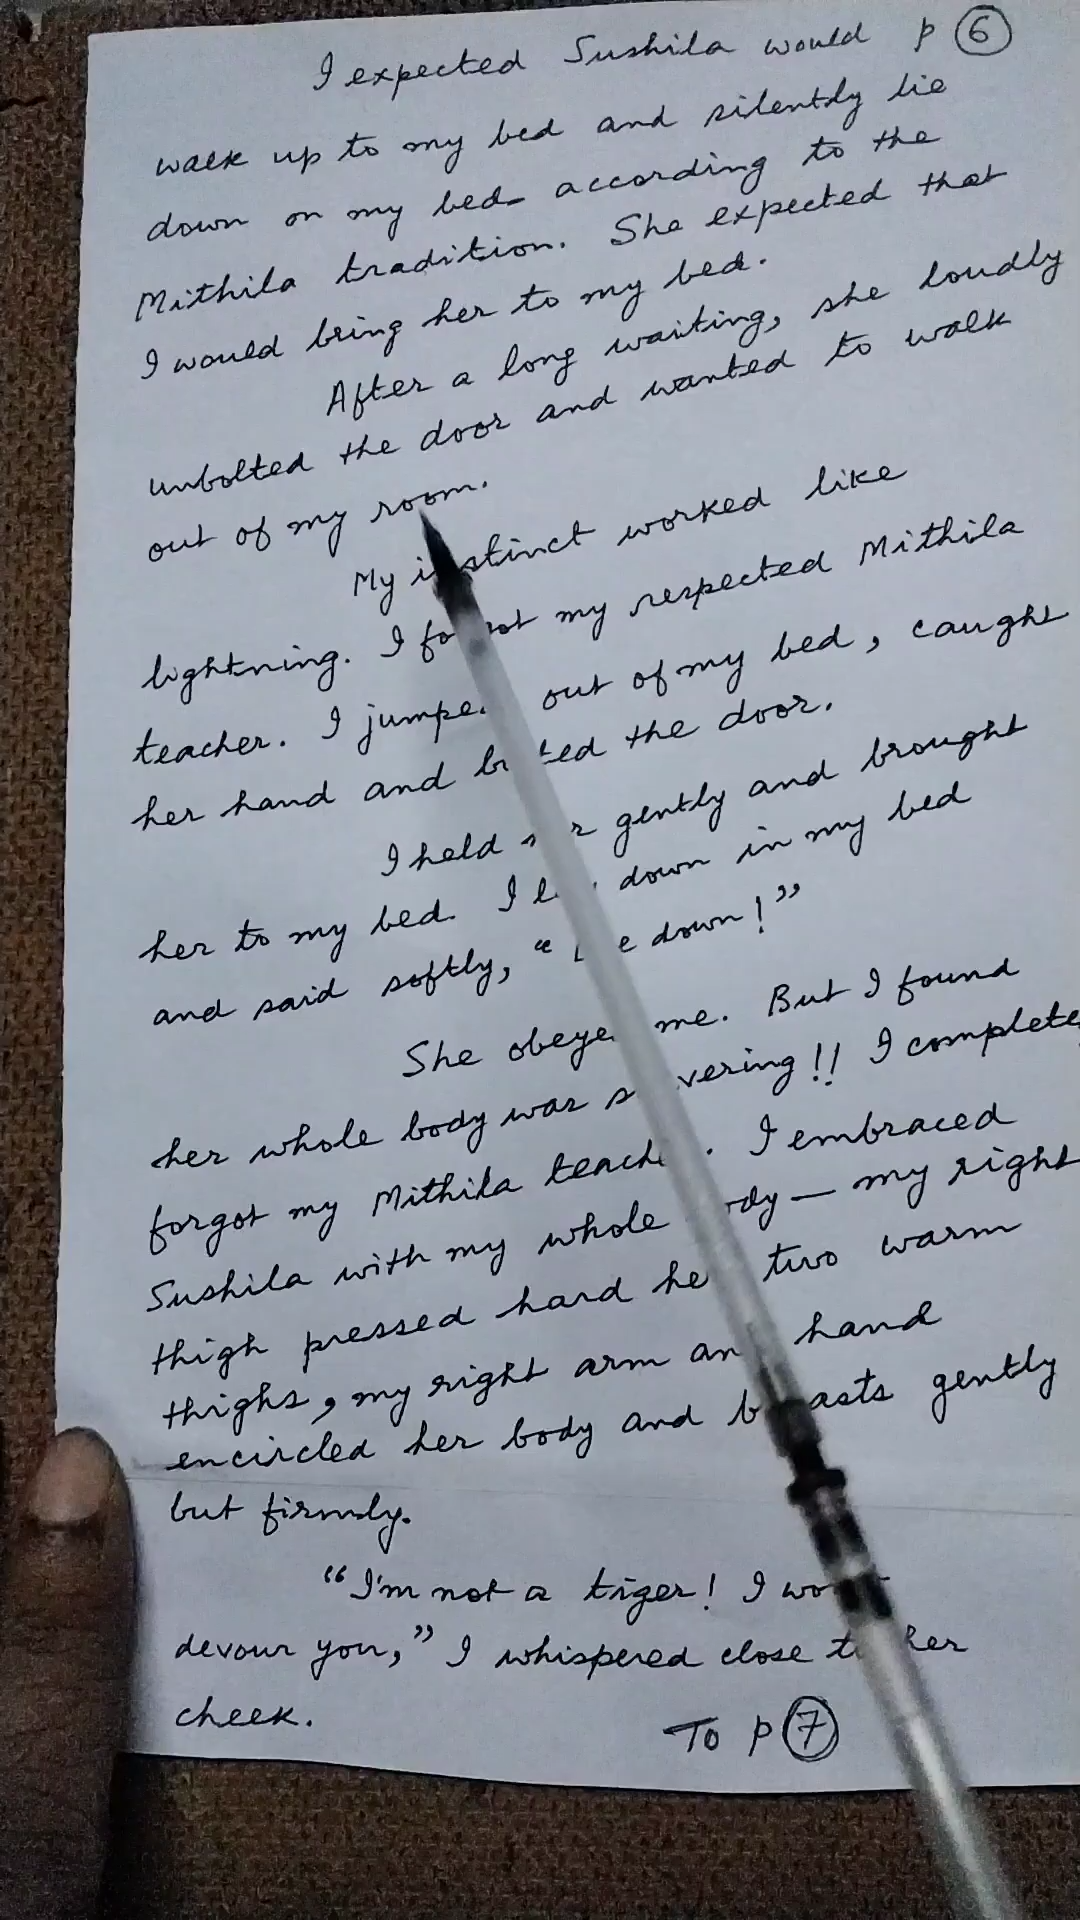 I expected Sushila would p 6
walk up to my bed and silently lie
down on my bed according to the
Mithila tradition. She expected that
I would bring her to my bed.
After a long waiting, she loudly
unbolted the door and wanted to walk
out of my room.
My instinct worked like
lightning. I forgot my respected Mithila
teacher. I jumped out of my bed, caught
her hand and bolted the door.
I held her gently and brought
her to my bed. I down in my bed
and said softly, " down!"
She obeyed me. But I found
her whole body was shivering!! I complete
forgot my Mithila teacher. I embraced
Sushila with my whole body — my right
thigh pressed hard her two warm
thighs, my right arm and hand
encircled her body and breasts gently
but firmly.
"I'm not a tiger! I won't
devour you," I whispered close to her
cheek.
To p 7